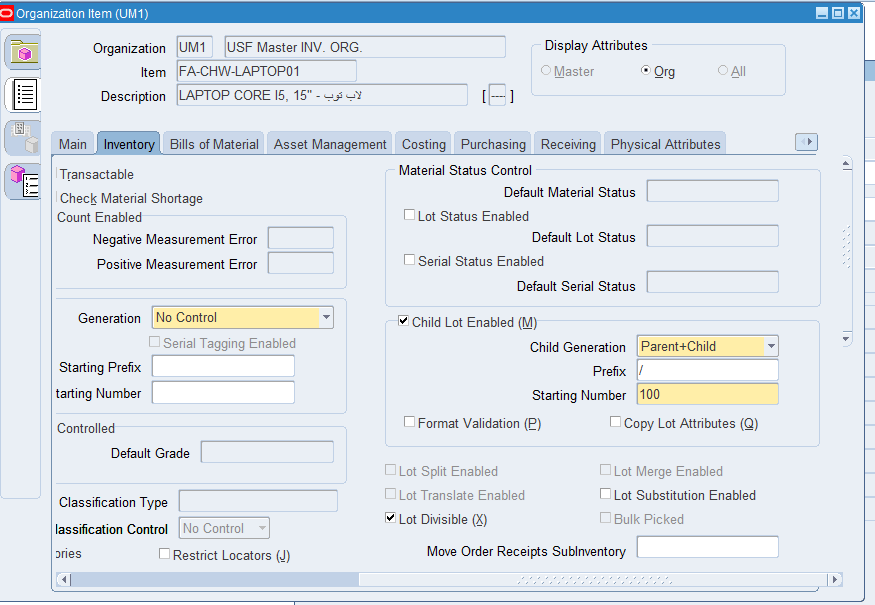 Organization Item (UM1)
Organization UM1 USF Master INV. ORG.
Item FA-CHW-LAPTOP01
Description LAPTOP CORE I5, 15" - لاب توب [ ---- ]
Display Attributes
Master Org All
Main Inventory Bills of Material Asset Management Costing Purchasing Receiving Physical Attributes
Transactable
Check Material Shortage
Count Enabled
Negative Measurement Error
Positive Measurement Error
Generation No Control
Serial Tagging Enabled
Starting Prefix
tarting Number
Controlled
Default Grade
Classification Type
lassification Control No Control
ories Restrict Locators (J)
Material Status Control
Default Material Status
Lot Status Enabled
Default Lot Status
Serial Status Enabled
Default Serial Status
Child Lot Enabled (M)
Child Generation Parent+Child
Prefix /
Starting Number 100
Format Validation (P) Copy Lot Attributes (Q)
Lot Split Enabled Lot Merge Enabled
Lot Translate Enabled Lot Substitution Enabled
Lot Divisible (X) Bulk Picked
Move Order Receipts SubInventory